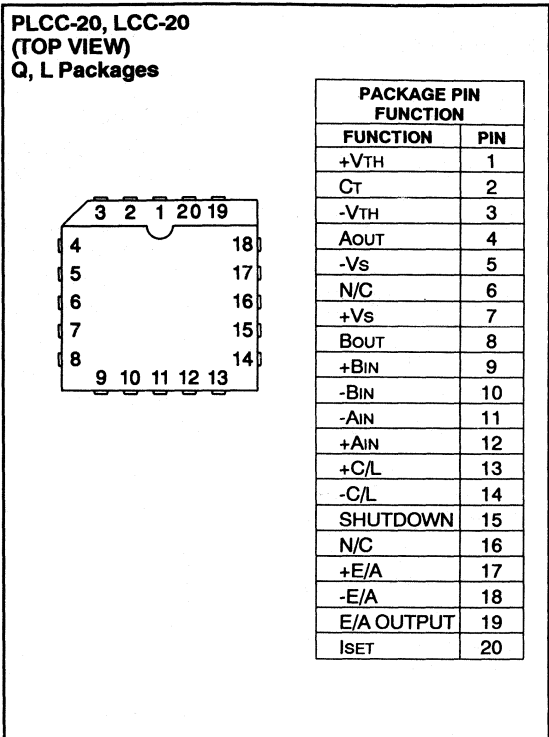 PLCC-20, LCC-20
(TOP VIEW)
Q, L Packages
3 2 1 20 19
4 18
5 17
6 16
7 15
8 14
9 10 11 12 13
PACKAGE PIN
FUNCTION
FUNCTION PIN
+VTH 1
CT 2
-VTH 3
AOUT 4
-VS 5
N/C 6
+VS 7
BOUT 8
+BIN 9
-BIN 10
-AIN 11
+AIN 12
+C/L 13
-C/L 14
SHUTDOWN 15
N/C 16
+E/A 17
-E/A 18
E/A OUTPUT 19
ISET 20